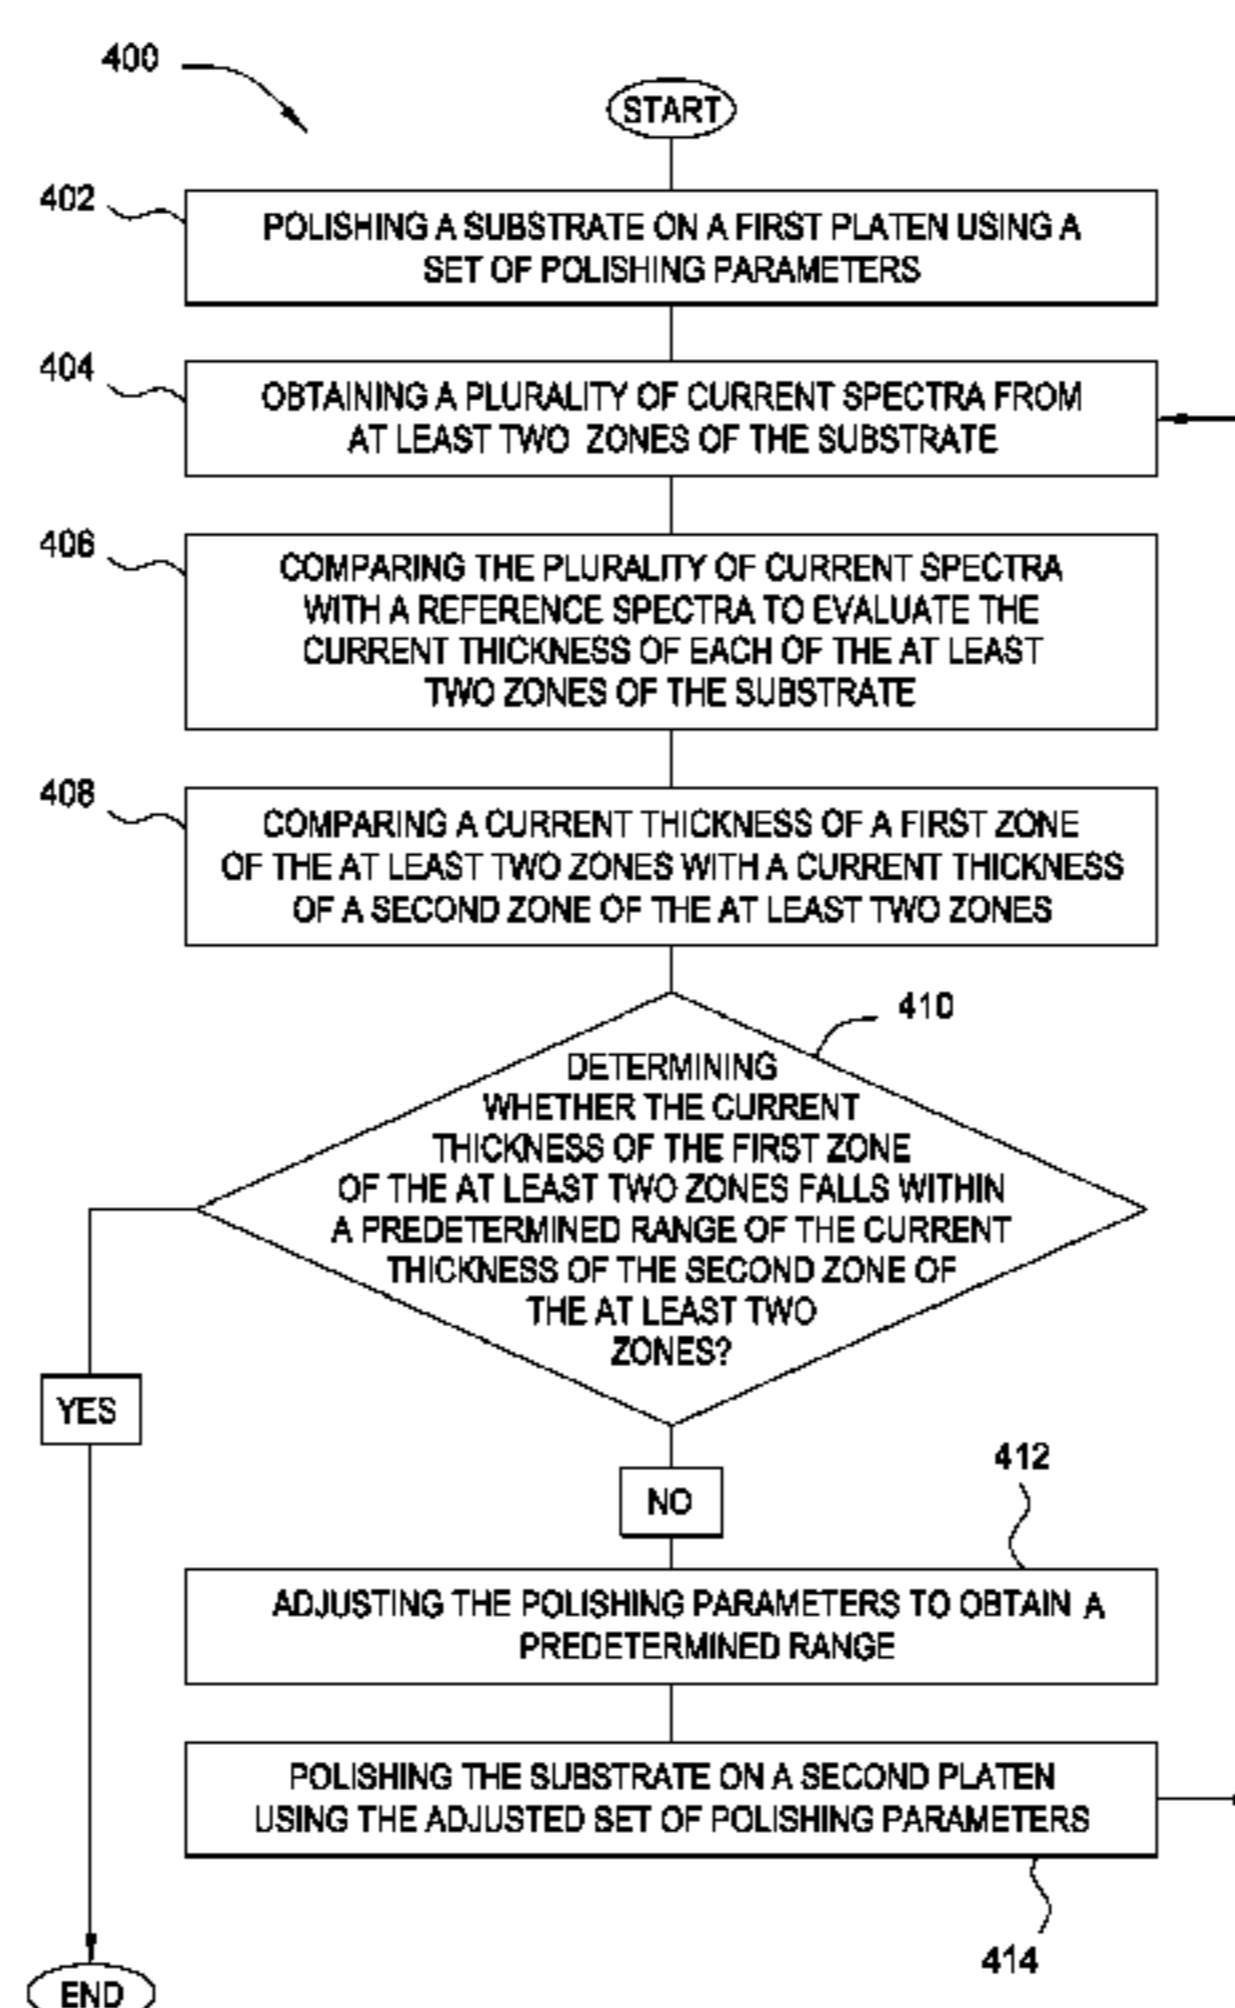 400
START
402
POLISHING A SUBSTRATE ON A FIRST PLATEN USING A
SET OF POLISHING PARAMETERS
404
OBTAINING A PLURALITY OF CURRENT SPECTRA FROM
AT LEAST TWO ZONES OF THE SUBSTRATE
406
COMPARING THE PLURALITY OF CURRENT SPECTRA
WITH A REFERENCE SPECTRA TO EVALUATE THE
CURRENT THICKNESS OF EACH OF THE AT LEAST
TWO ZONES OF THE SUBSTRATE
408
COMPARING A CURRENT THICKNESS OF A FIRST ZONE
OF THE AT LEAST TWO ZONES WITH A CURRENT THICKNESS
OF A SECOND ZONE OF THE AT LEAST TWO ZONES
410
DETERMINING
WHETHER THE CURRENT
THICKNESS OF THE FIRST ZONE
OF THE AT LEAST TWO ZONES FALLS WITHIN
A PREDETERMINED RANGE OF THE CURRENT
THICKNESS OF THE SECOND ZONE OF
THE AT LEAST TWO
ZONES?
YES
NO
412
ADJUSTING THE POLISHING PARAMETERS TO OBTAIN A
PREDETERMINED RANGE
POLISHING THE SUBSTRATE ON A SECOND PLATEN
USING THE ADJUSTED SET OF POLISHING PARAMETERS
414
END